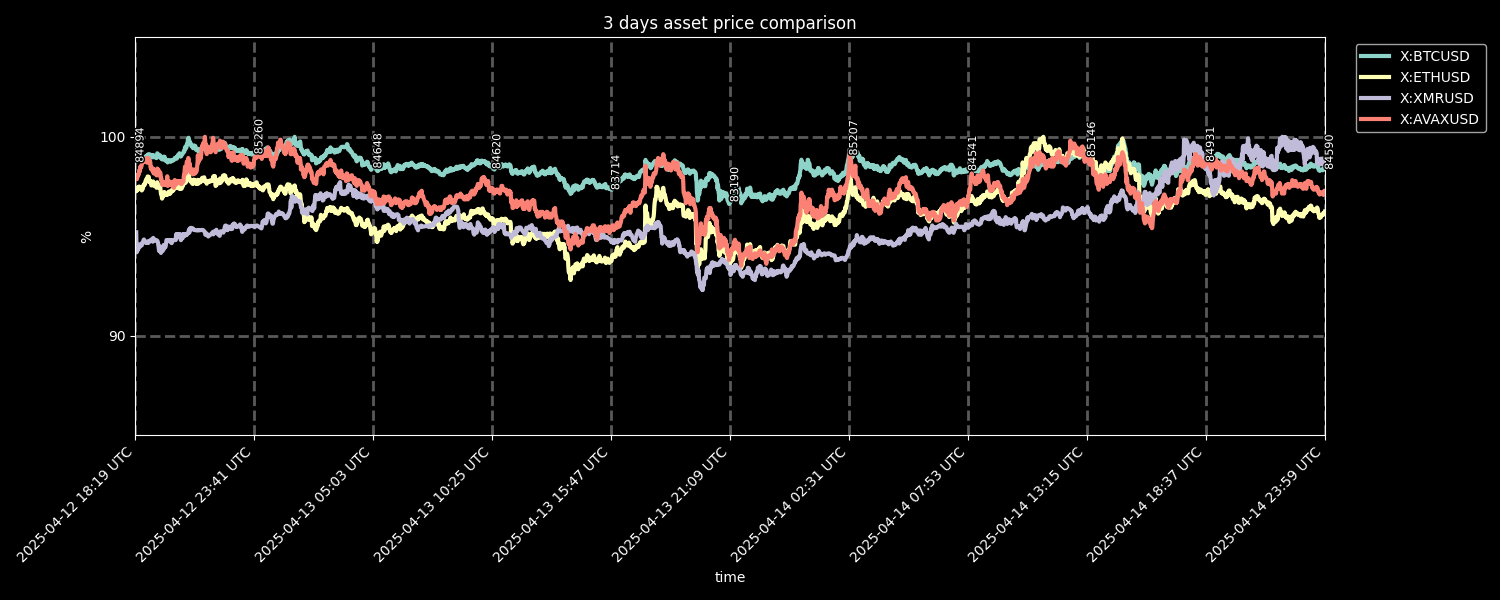 3 days asset price comparison
X:BTCUSD
X:ETHUSD
X:XMRUSD
X:AVAXUSD
100
90
%
84894
85260
84648
84620
83714
83190
85207
84541
85146
84931
84590
2025-04-12 18:19 UTC
2025-04-12 23:41 UTC
2025-04-13 05:03 UTC
2025-04-13 10:25 UTC
2025-04-13 15:47 UTC
2025-04-13 21:09 UTC
2025-04-14 02:31 UTC
2025-04-14 07:53 UTC
2025-04-14 13:15 UTC
2025-04-14 18:37 UTC
2025-04-14 23:59 UTC
time